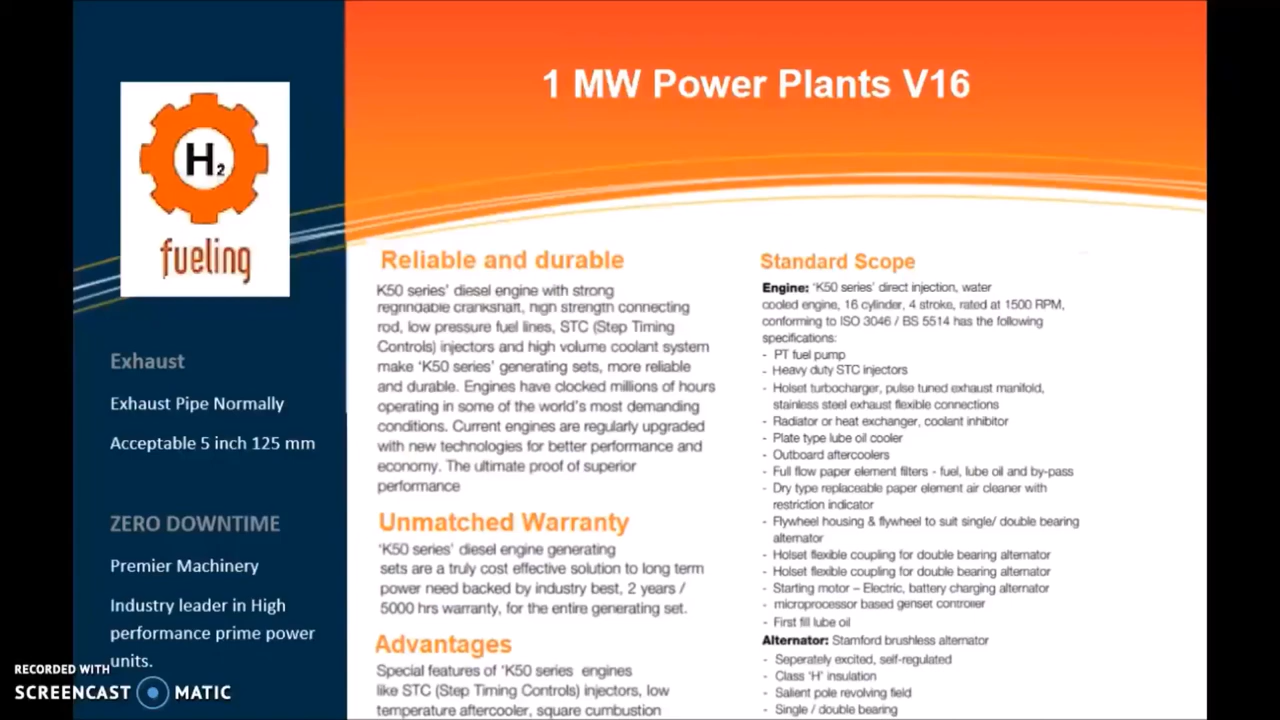 1 MW Power Plants V16
H2
fueling
Exhaust
Exhaust Pipe Normally
Acceptable 5 inch 125 mm
ZERO DOWNTIME
Premier Machinery
Industry leader in High
performance prime power
units.
RECORDED WITH
SCREENCAST MATIC
Reliable and durable
K50 series' diesel engine with strong
regrindable crankshaft, high strength connecting
rod, low pressure fuel lines, STC (Step Timing
Controls) injectors and high volume coolant system
make 'K50 series' generating sets, more reliable
and durable. Engines have clocked millions of hours
operating in some of the world's most demanding
conditions. Current engines are regularly upgraded
with new technologies for better performance and
economy. The ultimate proof of superior
performance
Unmatched Warranty
'K50 series' diesel engine generating
sets are a truly cost effective solution to long term
power need backed by industry best, 2 years /
5000 hrs warranty, for the entire generating set.
Advantages
Special features of 'K50 series engines
like STC (Step Timing Controls) injectors, low
temperature aftercooler, square cumbustion
Standard Scope
Engine: 'K50 series' direct injection, water
cooled engine, 16 cylinder, 4 stroke, rated at 1500 RPM,
conforming to ISO 3046 / BS 5514 has the following
specifications:
- PT fuel pump
- Heavy duty STC injectors
- Holset turbocharger, pulse tuned exhaust manifold,
stainless steel exhaust flexible connections
- Radiator or heat exchanger, coolant inhibitor
- Plate type lube oil cooler
- Outboard aftercoolers
- Full flow paper element filters - fuel, lube oil and by-pass
- Dry type replaceable paper element air cleaner with
restriction indicator
- Flywheel housing & flywheel to suit single/ double bearing
alternator
- Holset flexible coupling for double bearing alternator
- Holset flexible coupling for double bearing alternator
- Starting motor – Electric, battery charging alternator
- microprocessor based genset controller
- First fill lube oil
Alternator: Stamford brushless alternator
- Seperately excited, self-regulated
- Class 'H' insulation
- Salient pole revolving field
- Single / double bearing